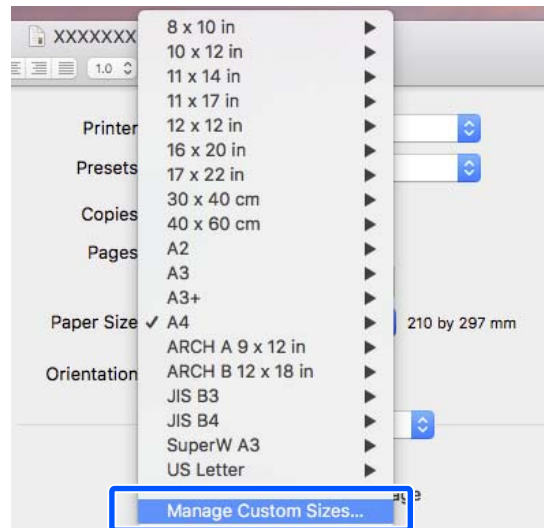 XXXXXXX
1.0
Printer
Presets
Copies
Pages
Paper Size
Orientation
8 x 10 in
10 x 12 in
11 x 14 in
11 x 17 in
12 x 12 in
16 x 20 in
17 x 22 in
30 x 40 cm
40 x 60 cm
A2
A3
A3+
✓ A4
ARCH A 9 x 12 in
ARCH B 12 x 18 in
JIS B3
JIS B4
SuperW A3
US Letter
Manage Custom Sizes...
210 by 297 mm